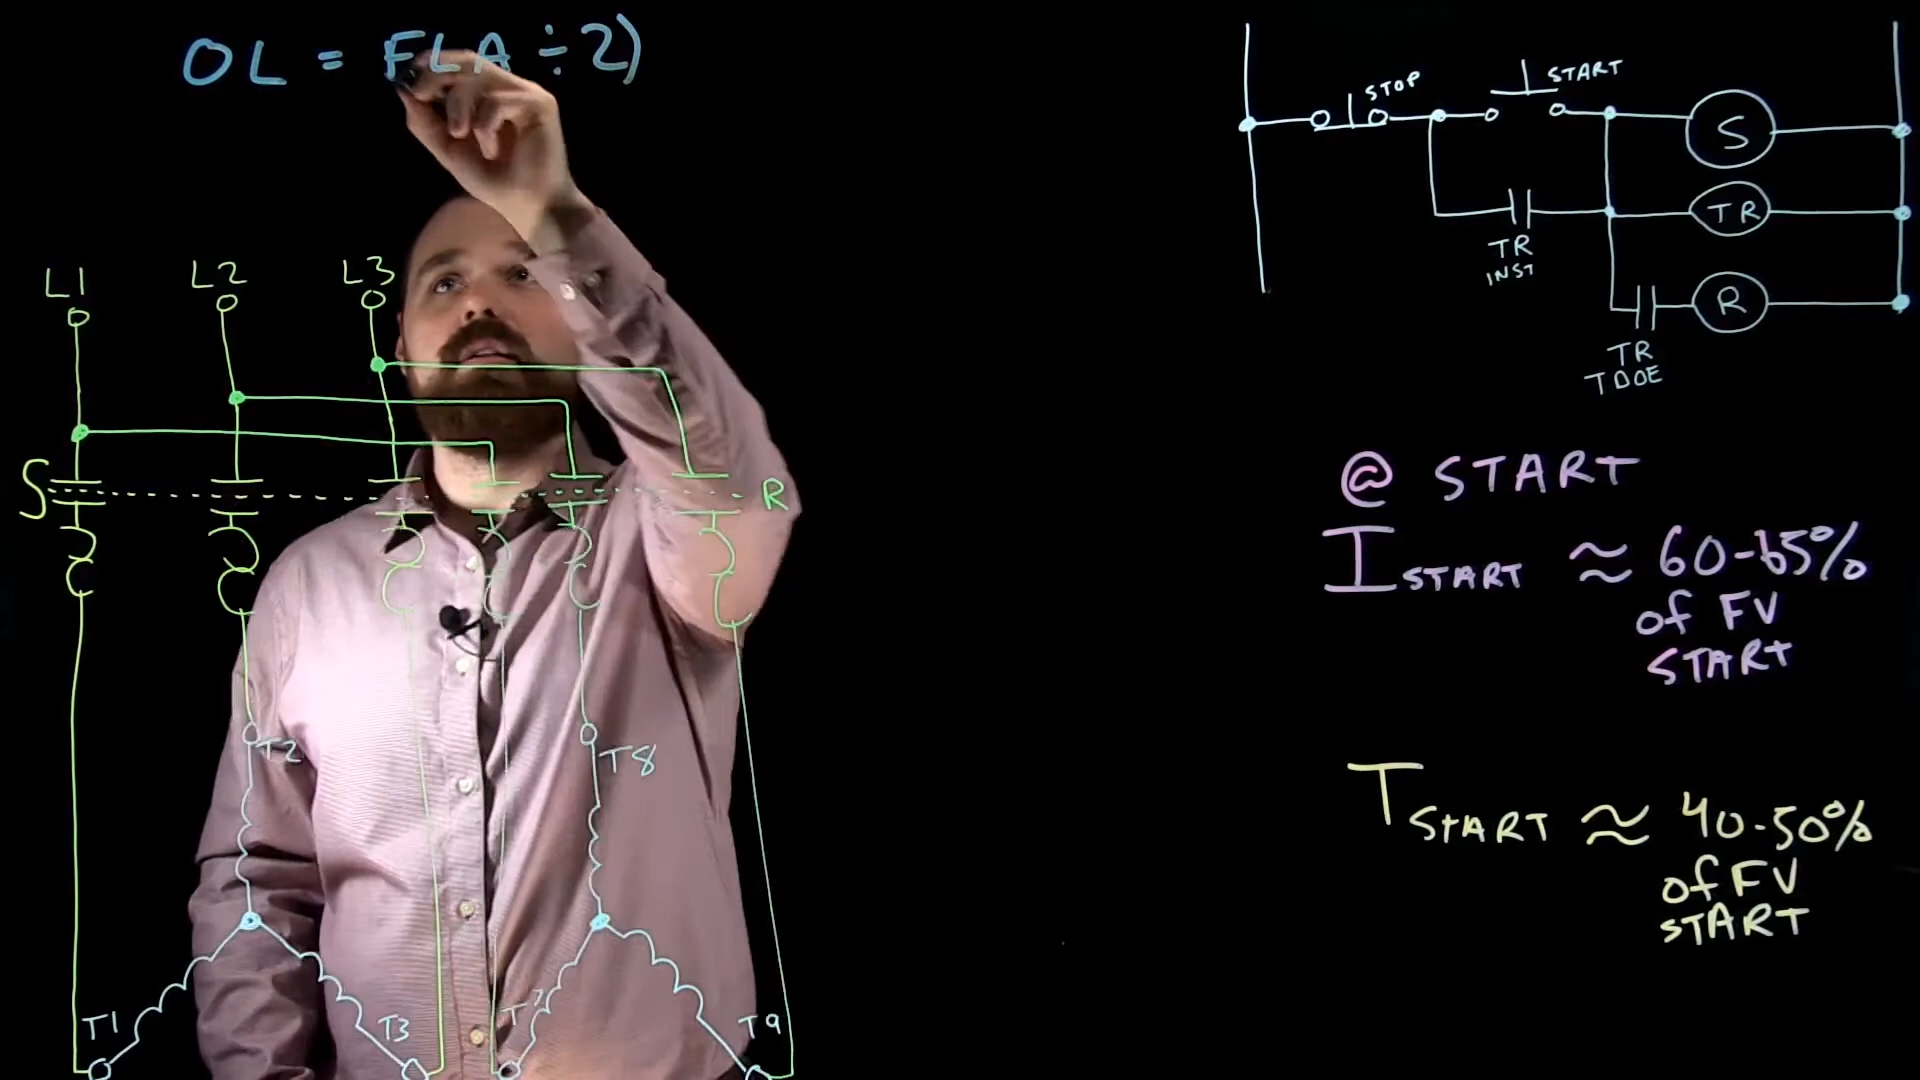 OL = FLA ÷ 2)
L1
L2
L3
S
R
T2
T8
T1
T3
T7
T9
STOP
START
S
TR
TR
INST
R
TR
TDOE
@ START
I START ≈ 60-65%
of FV
START
T START ≈ 40-50%
of FV
START